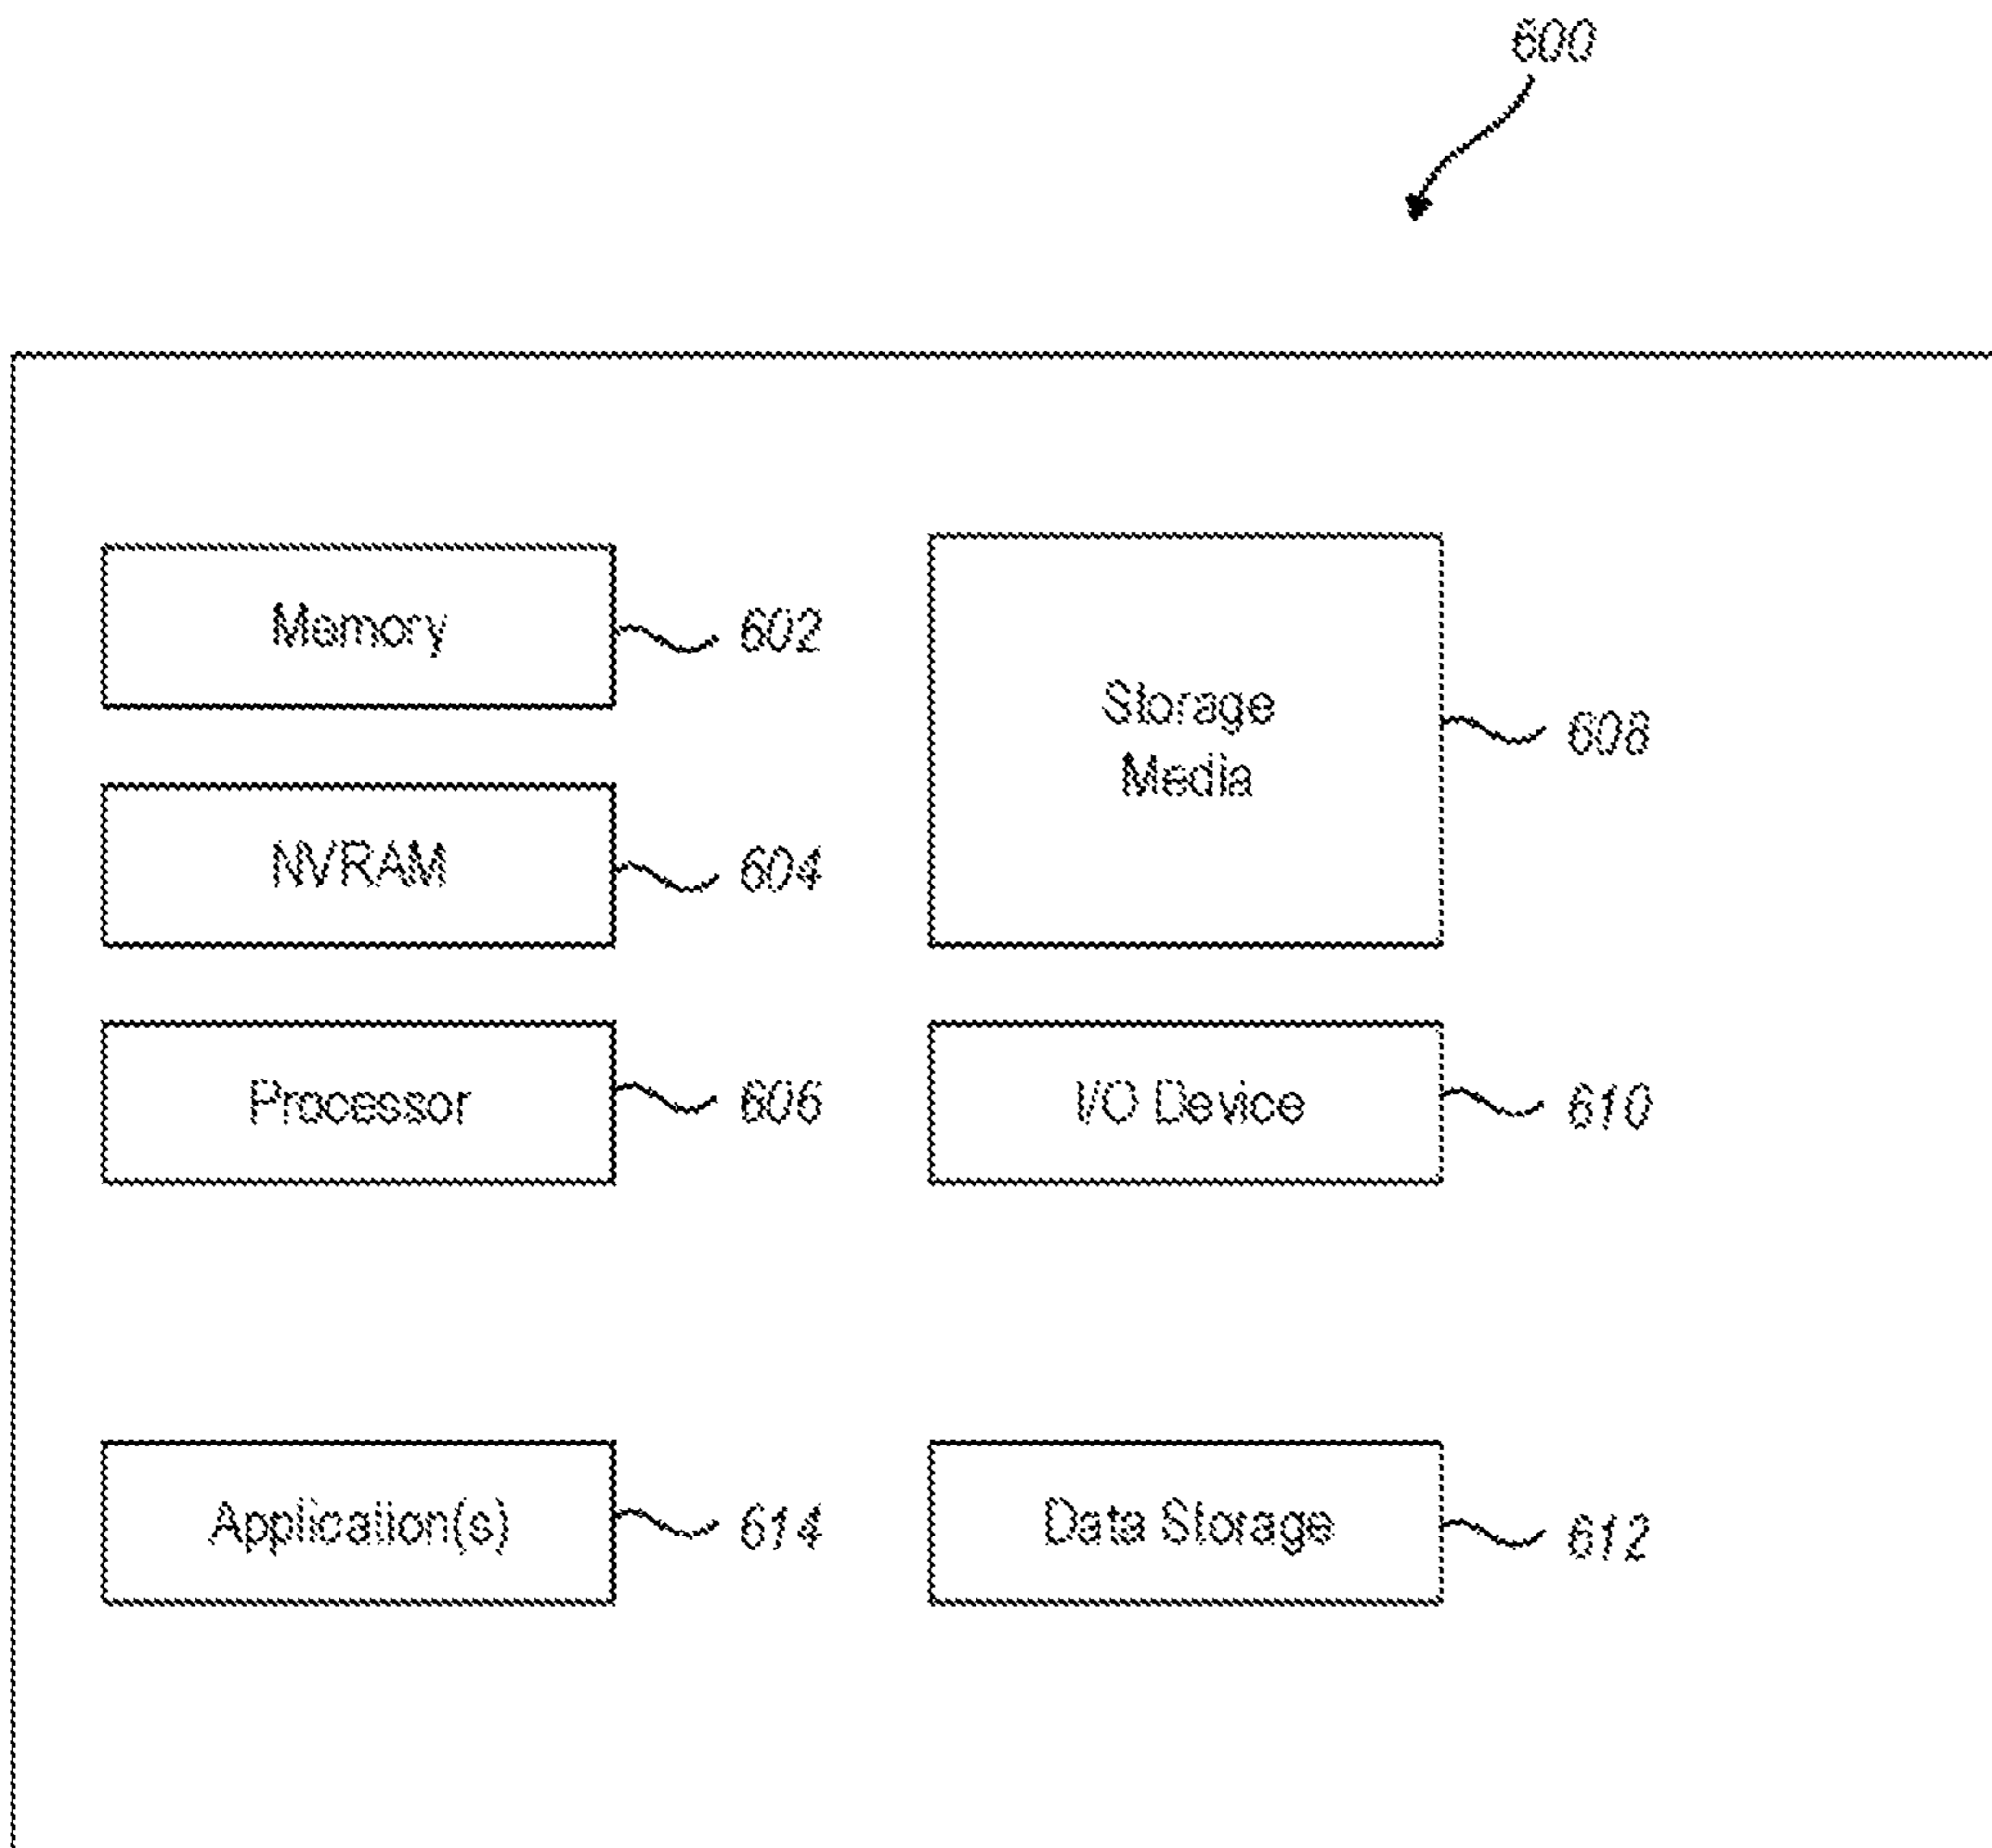 600
Memory
602
Storage
Media
608
NVRAM
604
Processor
606
I/O Device
610
Application(s)
614
Data Storage
612